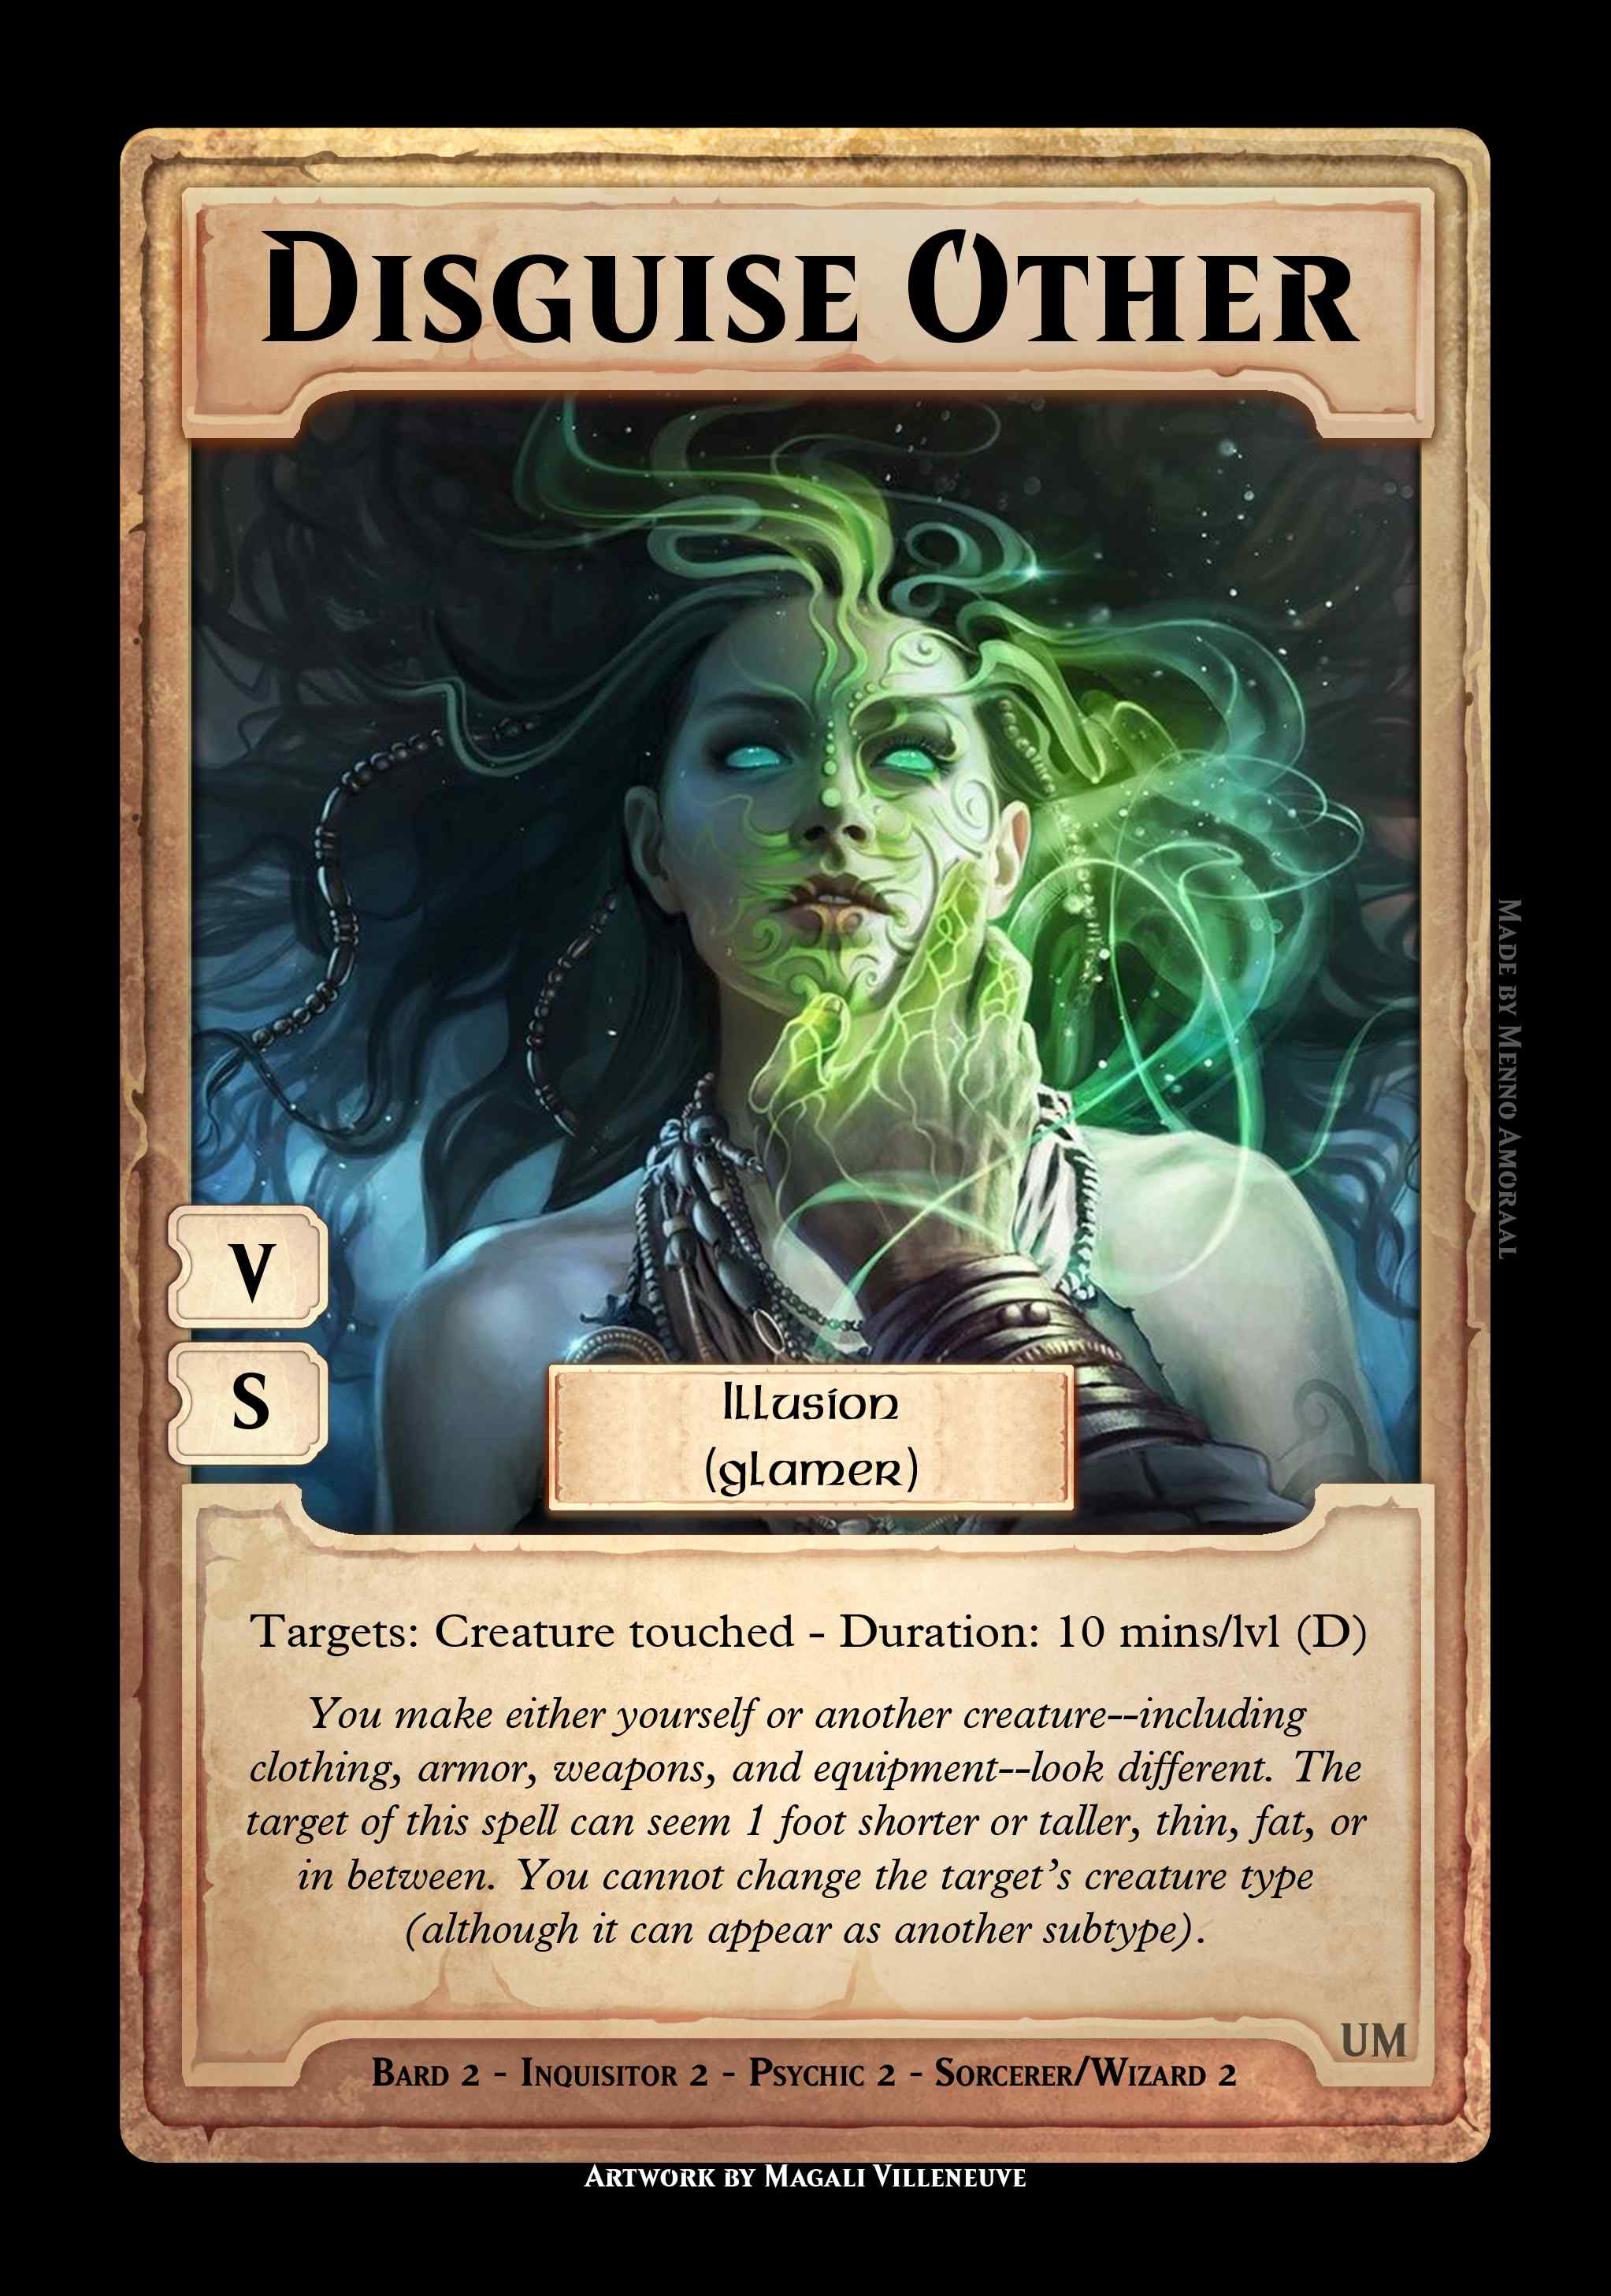 Disguise Other
V
S
Illusion
(glamer)
Targets: Creature touched - Duration: 10 mins/lvl (D)
You make either yourself or another creature--including
clothing, armor, weapons, and equipment--look different. The
target of this spell can seem 1 foot shorter or taller, thin, fat, or
in between. You cannot change the target's creature type
(although it can appear as another subtype).
UM
Bard 2 - Inquisitor 2 - Psychic 2 - Sorcerer/Wizard 2
Artwork by Magali Villeneuve
Made by Menno Amoraal